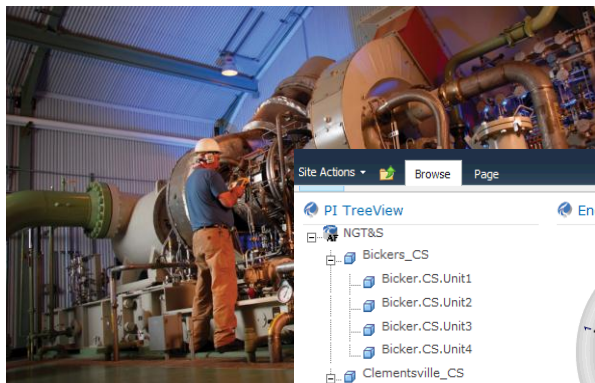 Site Actions Browse Page
PI TreeView En
AF NGT&S
Bickers_CS
Bicker.CS.Unit1
Bicker.CS.Unit2
Bicker.CS.Unit3
Bicker.CS.Unit4
Clementsville_CS